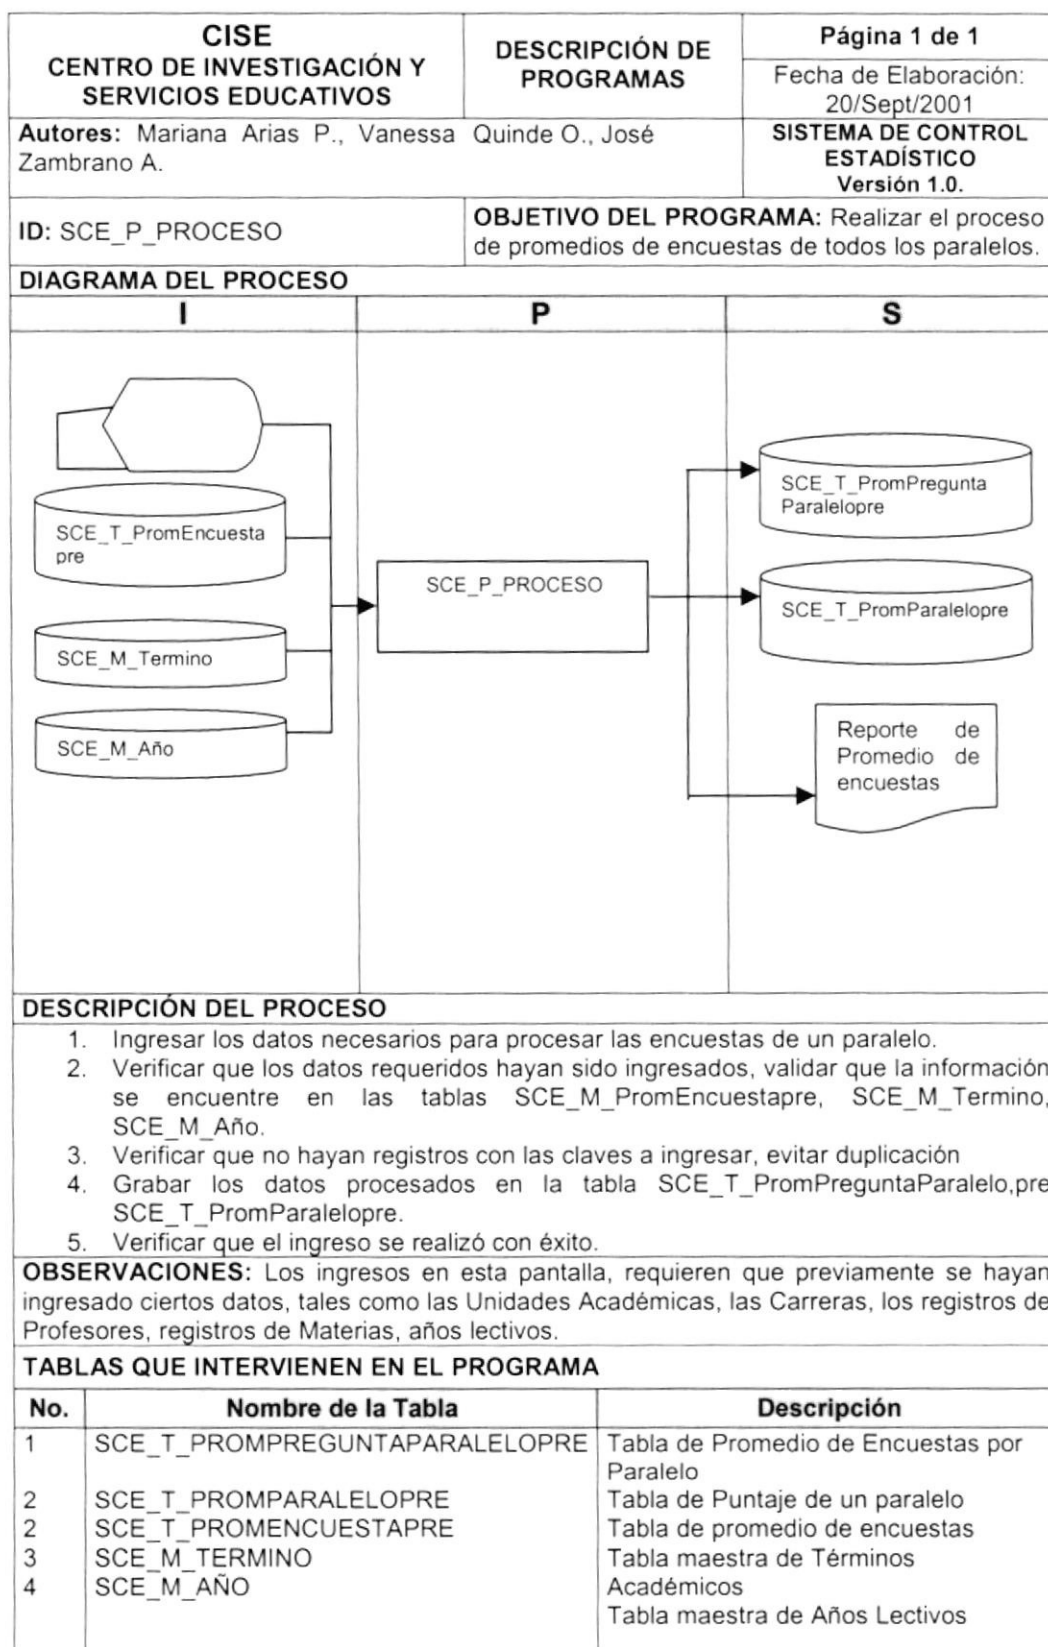 CISE
CENTRO DE INVESTIGACIÓN Y
SERVICIOS EDUCATIVOS
DESCRIPCIÓN DE
PROGRAMAS
Página 1 de 1
Fecha de Elaboración:
20/Sept/2001
Autores: Mariana Arias P., Vanessa Quinde O., José
Zambrano A.
SISTEMA DE CONTROL
ESTADÍSTICO
Versión 1.0.
ID: SCE_P_PROCESO
OBJETIVO DEL PROGRAMA: Realizar el proceso
de promedios de encuestas de todos los paralelos.
DIAGRAMA DEL PROCESO
I
P
S
SCE_T_PromEncuesta
pre
SCE_M_Termino
SCE_M_Año
SCE_P_PROCESO
SCE_T_PromPregunta
Paralelopre
SCE_T_PromParalelopre
Reporte de
Promedio de
encuestas
DESCRIPCIÓN DEL PROCESO
1. Ingresar los datos necesarios para procesar las encuestas de un paralelo.
2. Verificar que los datos requeridos hayan sido ingresados, validar que la información
se encuentre en las tablas SCE_M_PromEncuestapre, SCE_M_Termino,
SCE_M_Año.
3. Verificar que no hayan registros con las claves a ingresar, evitar duplicación
4. Grabar los datos procesados en la tabla SCE_T_PromPreguntaParalelo,pre
SCE_T_PromParalelopre.
5. Verificar que el ingreso se realizó con éxito.
OBSERVACIONES: Los ingresos en esta pantalla, requieren que previamente se hayan
ingresado ciertos datos, tales como las Unidades Académicas, las Carreras, los registros de
Profesores, registros de Materias, años lectivos.
TABLAS QUE INTERVIENEN EN EL PROGRAMA
No. Nombre de la Tabla Descripción
1 SCE_T_PROMPREGUNTAPARALELOPRE Tabla de Promedio de Encuestas por
Paralelo
2 SCE_T_PROMPARALELOPRE Tabla de Puntaje de un paralelo
2 SCE_T_PROMENCUESTAPRE Tabla de promedio de encuestas
3 SCE_M_TERMINO Tabla maestra de Términos
4 SCE_M_AÑO Académicos
Tabla maestra de Años Lectivos